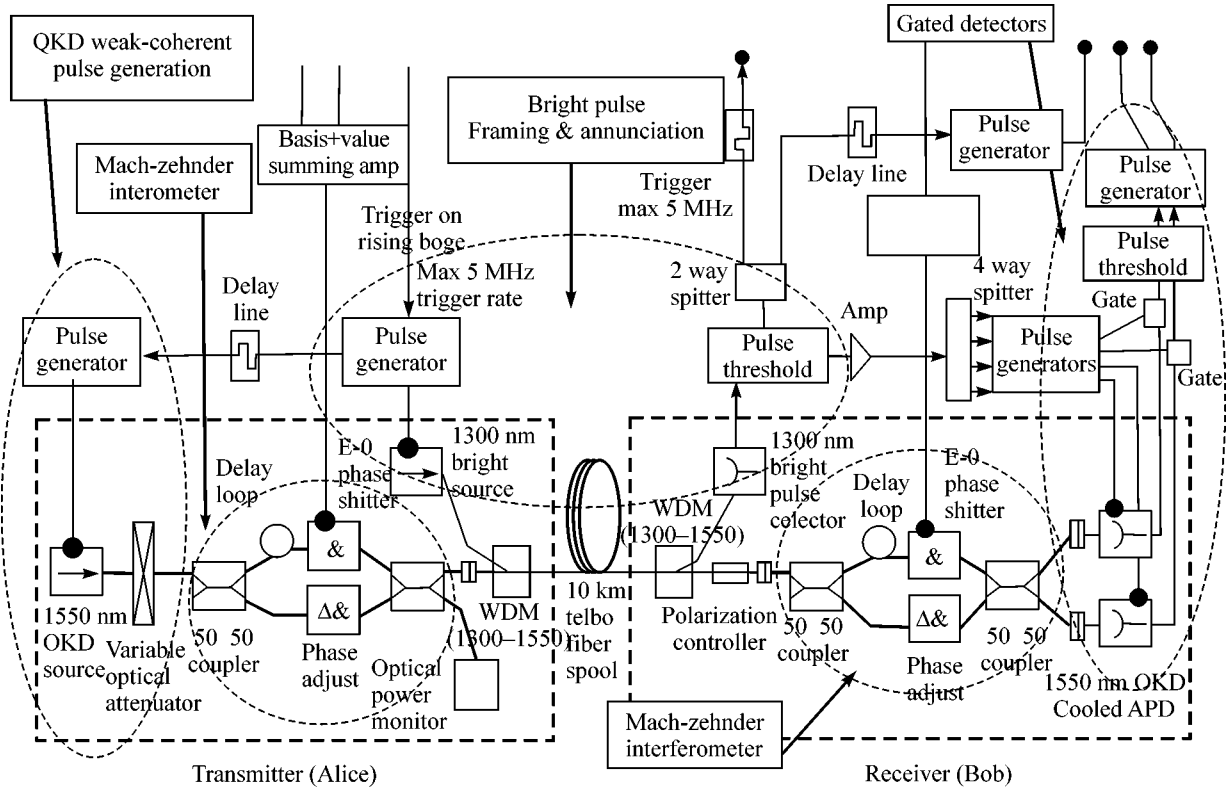 QKD weak-coherent
pulse generation
Mach-zehnder
interometer
Basis+value
summing amp
Bright pulse
Framing & annunciation
Gated detectors
Trigger on
rising boge
Max 5 MHz
trigger rate
Trigger
max 5 MHz
Delay line
Pulse
generator
Pulse
generator
Pulse
threshold
2 way
spitter
4 way
spitter
Gate
Gate
Delay
line
Pulse
generator
Pulse
generator
Pulse
threshold
Amp
Pulse
generators
Delay
loop
E-0
phase
shitter
1300 nm
bright
source
1300 nm
bright
pulse
celector
Delay
loop
E-0
phase
shitter
WDM
(1300–1550)
&
Δ&
&
Δ&
1550 nm
OKD
source
Variable
optical
attenuator
50 50
coupler
Phase
adjust
Optical
power
monitor
WDM
(1300–1550)
10 km
telbo
fiber
spool
Polarization
controller
50 50
coupler
Phase
adjust
50 50
coupler
1550 nm OKD
Cooled APD
Mach-zehnder
interferometer
Transmitter (Alice)
Receiver (Bob)